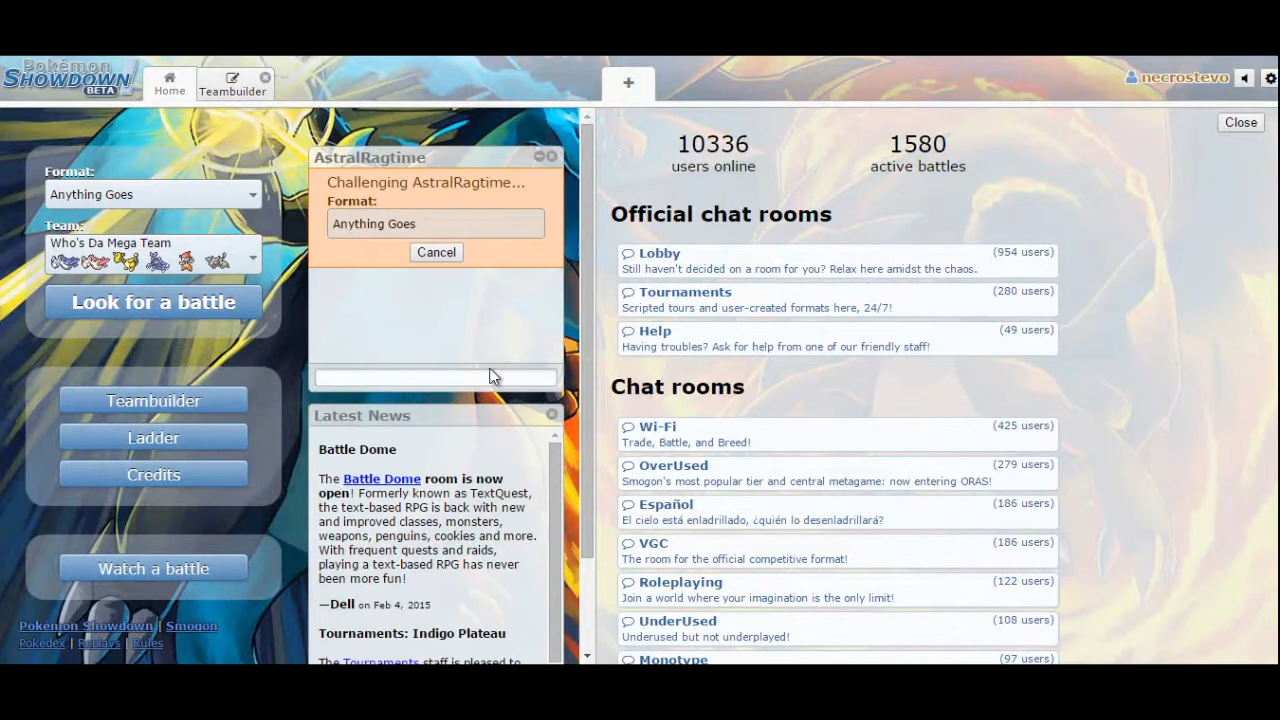 Pokémon
SHOWDOWN!
BETA
Home
Teambuilder
+
necrostevo
Format:
Anything Goes
Team:
Who's Da Mega Team
Look for a battle
Teambuilder
Ladder
Credits
Watch a battle
Pokémon Showdown | Smogon
Pokédex | Replays | Rules
AstralRagtime
Challenging AstralRagtime...
Format:
Anything Goes
Cancel
Latest News
Battle Dome
The Battle Dome room is now
open! Formerly known as TextQuest,
the text-based RPG is back with new
and improved classes, monsters,
weapons, penguins, cookies and more.
With frequent quests and raids,
playing a text-based RPG has never
been more fun!
—Dell on Feb 4, 2015
Tournaments: Indigo Plateau
The Tournaments staff is pleased to
Close
10336 1580
users online active battles
Official chat rooms
Lobby (954 users)
Still haven't decided on a room for you? Relax here amidst the chaos.
Tournaments (280 users)
Scripted tours and user-created formats here, 24/7!
Help (49 users)
Having troubles? Ask for help from one of our friendly staff!
Chat rooms
Wi-Fi (425 users)
Trade, Battle, and Breed!
OverUsed (279 users)
Smogon's most popular tier and central metagame: now entering ORAS!
Español (186 users)
El cielo está enladrillado, ¿quién lo desenladrillará?
VGC (186 users)
The room for the official competitive format!
Roleplaying (122 users)
Join a world where your imagination is the only limit!
UnderUsed (108 users)
Underused but not underplayed!
Monotype (97 users)